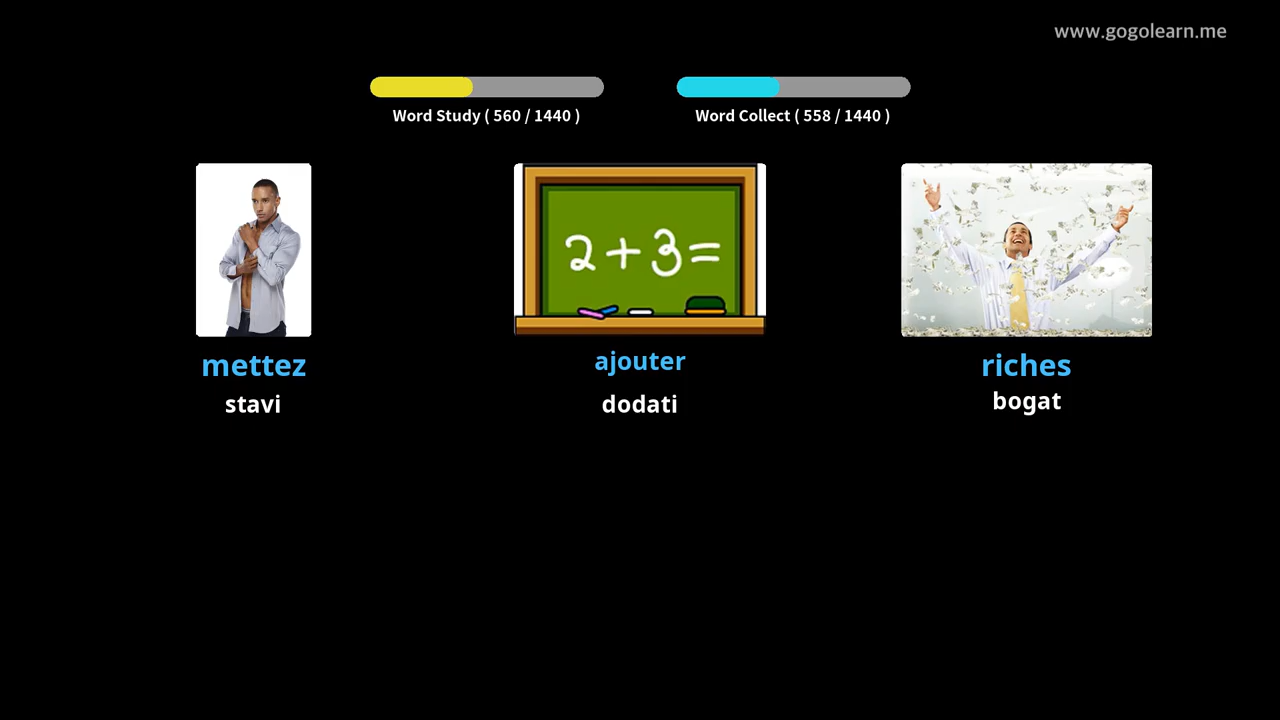 www.gogolearn.me
Word Study ( 560 / 1440 )
Word Collect ( 558 / 1440 )
2+3=
mettez
ajouter
riches
stavi
dodati
bogat